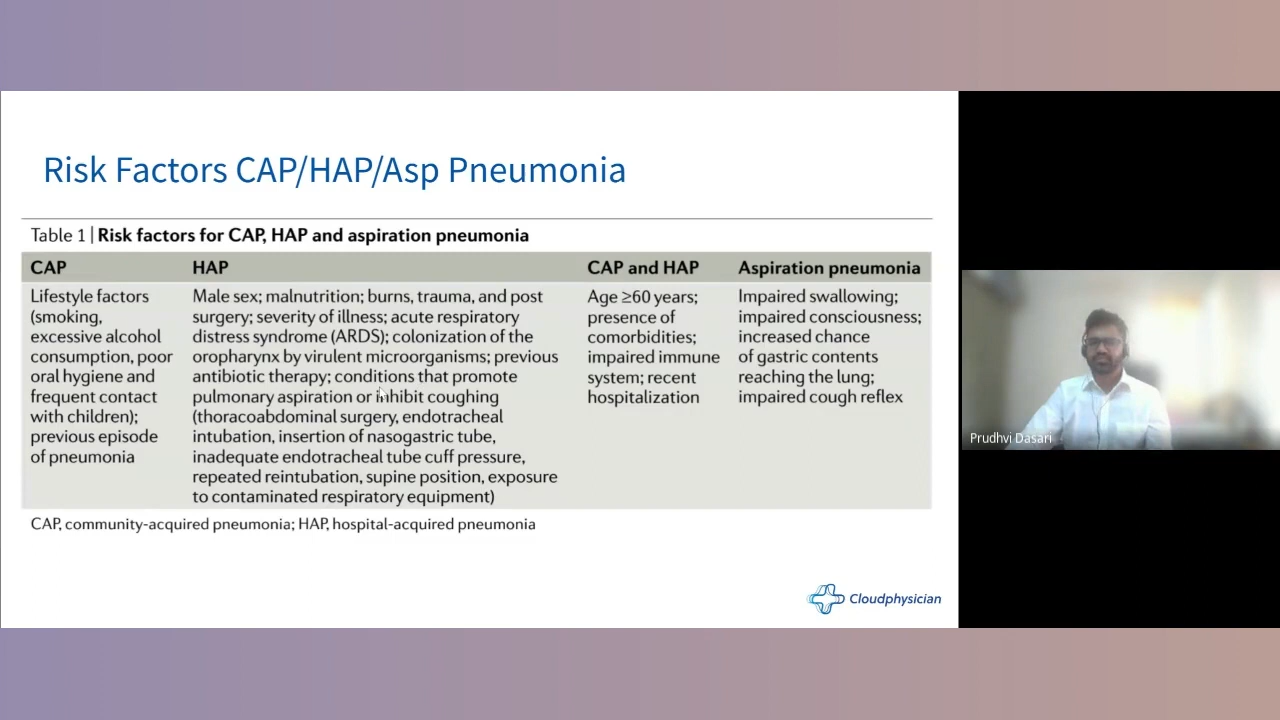 Risk Factors CAP/HAP/Asp Pneumonia
Table 1 | Risk factors for CAP, HAP and aspiration pneumonia
CAP
Lifestyle factors
(smoking,
excessive alcohol
consumption, poor
oral hygiene and
frequent contact
with children);
previous episode
of pneumonia
HAP
Male sex; malnutrition; burns, trauma, and post
surgery; severity of illness; acute respiratory
distress syndrome (ARDS); colonization of the
oropharynx by virulent microorganisms; previous
antibiotic therapy; conditions that promote
pulmonary aspiration or inhibit coughing
(thoracoabdominal surgery, endotracheal
intubation, insertion of nasogastric tube,
inadequate endotracheal tube cuff pressure,
repeated reintubation, supine position, exposure
to contaminated respiratory equipment)
CAP and HAP
Age ≥60 years;
presence of
comorbidities;
impaired immune
system; recent
hospitalization
Aspiration pneumonia
Impaired swallowing;
impaired consciousness;
increased chance
of gastric contents
reaching the lung;
impaired cough reflex
CAP, community-acquired pneumonia; HAP, hospital-acquired pneumonia
Cloudphysician
Prudhvi Dasari